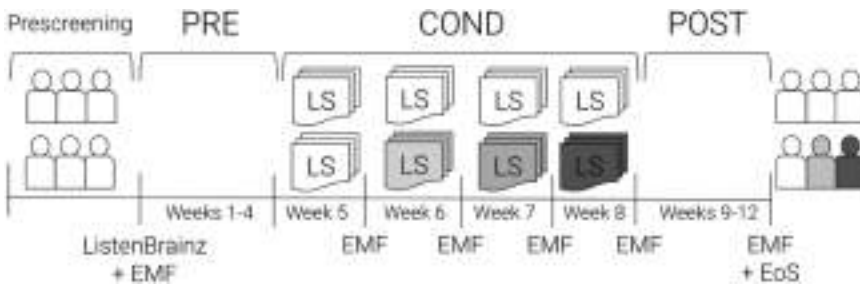 Prescreening PRE COND POST
LS LS LS LS
LS LS LS LS
Weeks 1-4 Week 5 Week 6 Week 7 Week 8 Weeks 9-12
ListenBrainz EMF EMF EMF EMF EMF
+ EMF + EoS